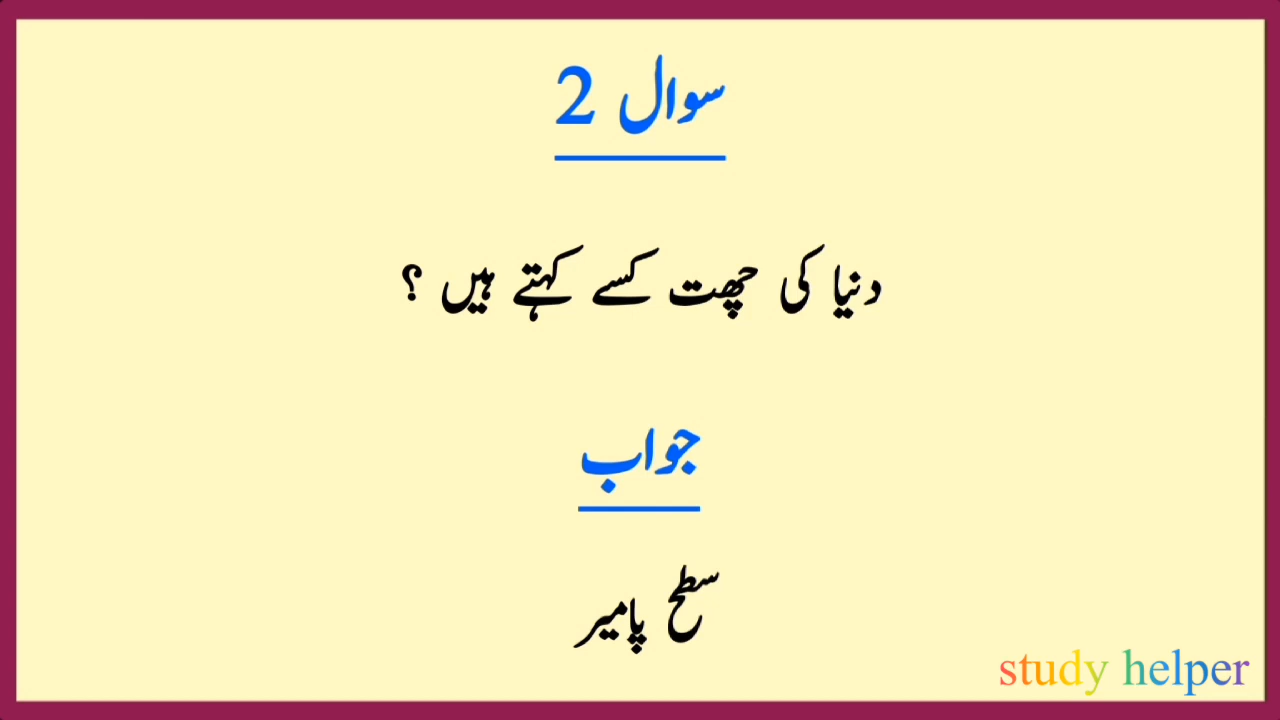 سوال 2
دنیا کی چھت کسے کہتے ہیں ؟
جواب
سطح پامیر
study helper